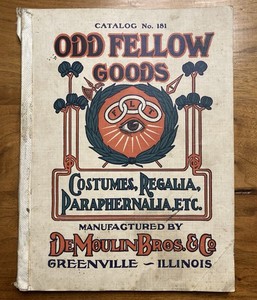 CATALOG No. 181
ODD FELLOW
GOODS
F L T
COSTUMES, REGALIA,
PARAPHERNALIA, ETC.
MANUFACTURED BY
DEMOULIN BROS. & CO
GREENVILLE ~ ILLINOIS